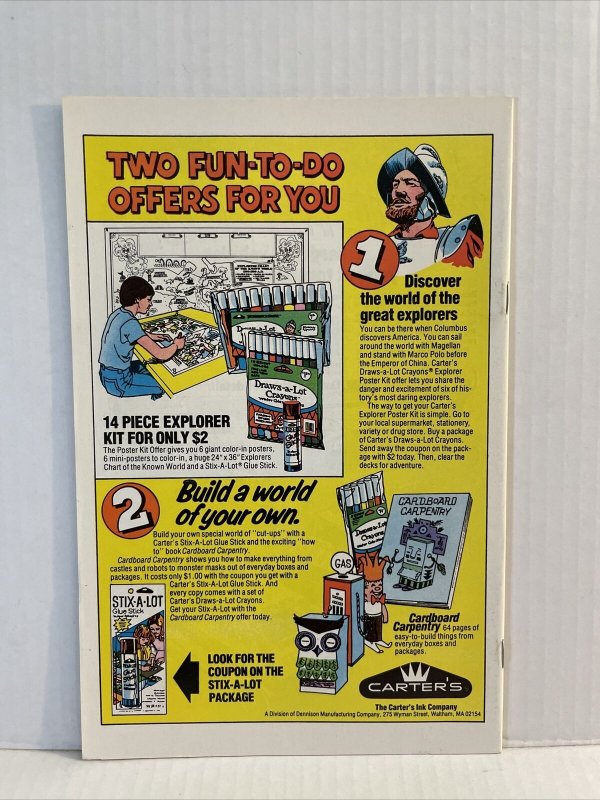 TWO FUN-TO-DO
OFFERS FOR YOU
1
Discover
the world of the
great explorers
You can be there when Columbus
discovers America. You can sail
around the world with Magellan
and stand with Marco Polo before
the Emperor of China. Carter's
Draws-a-Lot Crayons® Explorer
Poster Kit offer lets you share the
danger and excitement of six of his-
tory's most daring explorers.
The way to get your Carter's
Explorer Poster Kit is simple. Go to
your local supermarket, stationery,
variety or drug store. Buy a package
of Carter's Draws-a-Lot Crayons.
Send away the coupon on the pack-
age with $2 today. Then, clear the
decks for adventure.
Draws-a-Lot
Crayons
14 PIECE EXPLORER
KIT FOR ONLY $2
The Poster Kit Offer gives you 6 giant color-in posters,
6 mini-posters to color-in, a huge 24" x 36" Explorers
Chart of the Known World and a Stix-A-Lot® Glue Stick.
2
Build a world
of your own.
Build your own special world of "cut-ups" with a
Carter's Stix-A-Lot Glue Stick and the exciting "how
to" book Cardboard Carpentry.
Cardboard Carpentry shows you how to make everything from
castles and robots to monster masks out of everyday boxes and
packages. It costs only $1.00 with the coupon you get with a
Carter's Stix-A-Lot Glue Stick. And
every copy comes with a set of
Carter's Draws-a-Lot Crayons.
Get your Stix-A-Lot with the
Cardboard Carpentry offer today.
STIX-A-LOT
Glue Stick
LOOK FOR THE
COUPON ON THE
STIX-A-LOT
PACKAGE
Draws-a-Lot
Crayons
CARDBOARD
CARPENTRY
GAS
Cardboard
Carpentry 64 pages of
easy-to-build things from
everyday boxes and
packages.
CARTER'S
The Carter's Ink Company
A Division of Dennison Manufacturing Company, 275 Wyman Street, Waltham, MA 02154